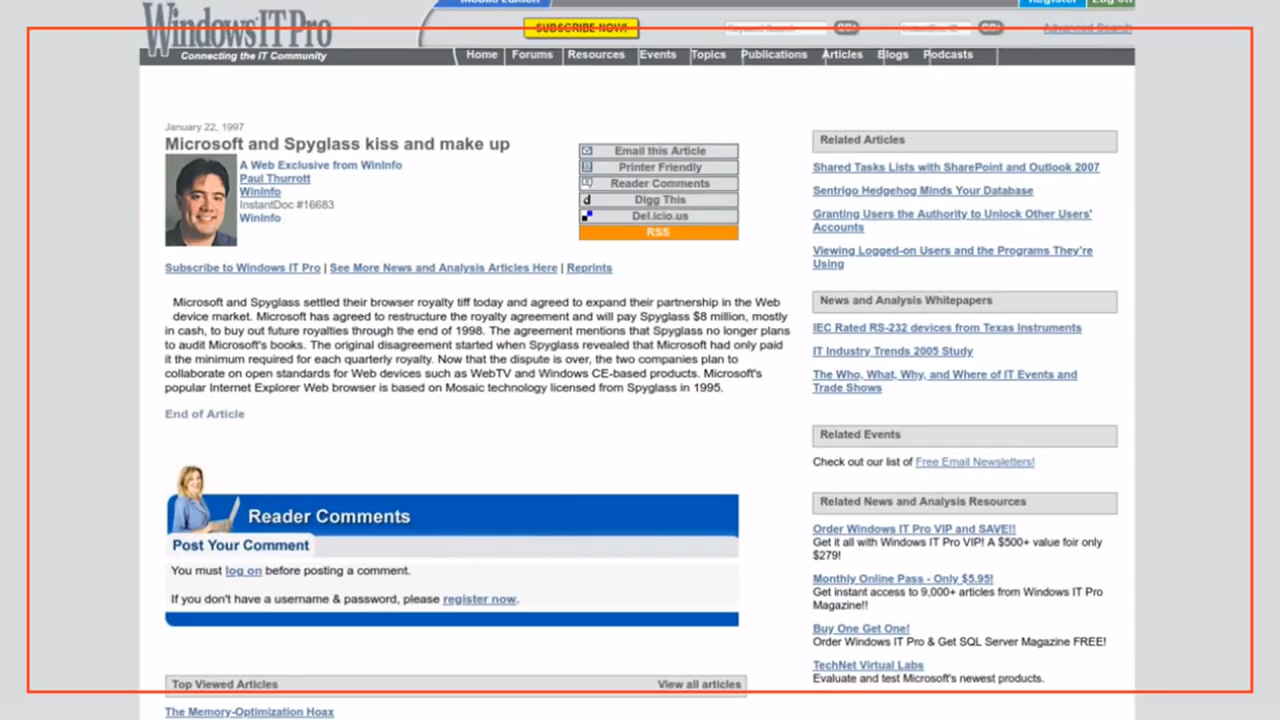 Mobile Edition
Register
Log on
Windows IT Pro
Connecting the IT Community
SUBSCRIBE NOW!
Advanced Search
Home
Forums
Resources
Events
Topics
Publications
Articles
Blogs
Podcasts
January 22, 1997
Microsoft and Spyglass kiss and make up
A Web Exclusive from WinInfo
Paul Thurrott
WinInfo
InstantDoc #16683
WinInfo
Email this Article
Printer Friendly
Reader Comments
Digg This
Del.icio.us
RSS
Subscribe to Windows IT Pro | See More News and Analysis Articles Here | Reprints
Microsoft and Spyglass settled their browser royalty tiff today and agreed to expand their partnership in the Web
device market. Microsoft has agreed to restructure the royalty agreement and will pay Spyglass $8 million, mostly
in cash, to buy out future royalties through the end of 1998. The agreement mentions that Spyglass no longer plans
to audit Microsoft's books. The original disagreement started when Spyglass revealed that Microsoft had only paid
it the minimum required for each quarterly royalty. Now that the dispute is over, the two companies plan to
collaborate on open standards for Web devices such as WebTV and Windows CE-based products. Microsoft's
popular Internet Explorer Web browser is based on Mosaic technology licensed from Spyglass in 1995.
End of Article
Reader Comments
Post Your Comment
You must log on before posting a comment.
If you don't have a username & password, please register now.
Top Viewed Articles
View all articles
The Memory-Optimization Hoax
Related Articles
Shared Tasks Lists with SharePoint and Outlook 2007
Sentrigo Hedgehog Minds Your Database
Granting Users the Authority to Unlock Other Users'
Accounts
Viewing Logged-on Users and the Programs They're
Using
News and Analysis Whitepapers
IEC Rated RS-232 devices from Texas Instruments
IT Industry Trends 2005 Study
The Who, What, Why, and Where of IT Events and
Trade Shows
Related Events
Check out our list of Free Email Newsletters!
Related News and Analysis Resources
Order Windows IT Pro VIP and SAVE!!
Get it all with Windows IT Pro VIP! A $500+ value foir only
$279!
Monthly Online Pass - Only $5.95!
Get instant access to 9,000+ articles from Windows IT Pro
Magazine!!
Buy One Get One!
Order Windows IT Pro & Get SQL Server Magazine FREE!
TechNet Virtual Labs
Evaluate and test Microsoft's newest products.